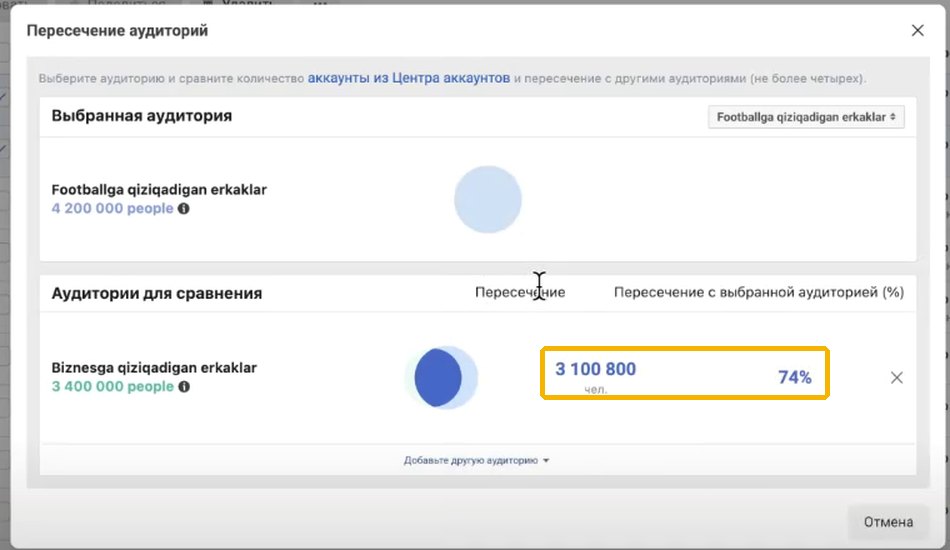 Поделиться
Удалить
Пересечение аудиторий
Выберите аудиторию и сравните количество аккаунты из Центра аккаунтов и пересечение с другими аудиториями (не более четырех).
Выбранная аудитория
Footballga qiziqadigan erkaklar
Footballga qiziqadigan erkaklar
4 200 000 people
Аудитории для сравнения
Пересечение
Пересечение с выбранной аудиторией (%)
Biznesga qiziqadigan erkaklar
3 400 000 people
3 100 800
чел.
74%
Добавьте другую аудиторию
Отмена